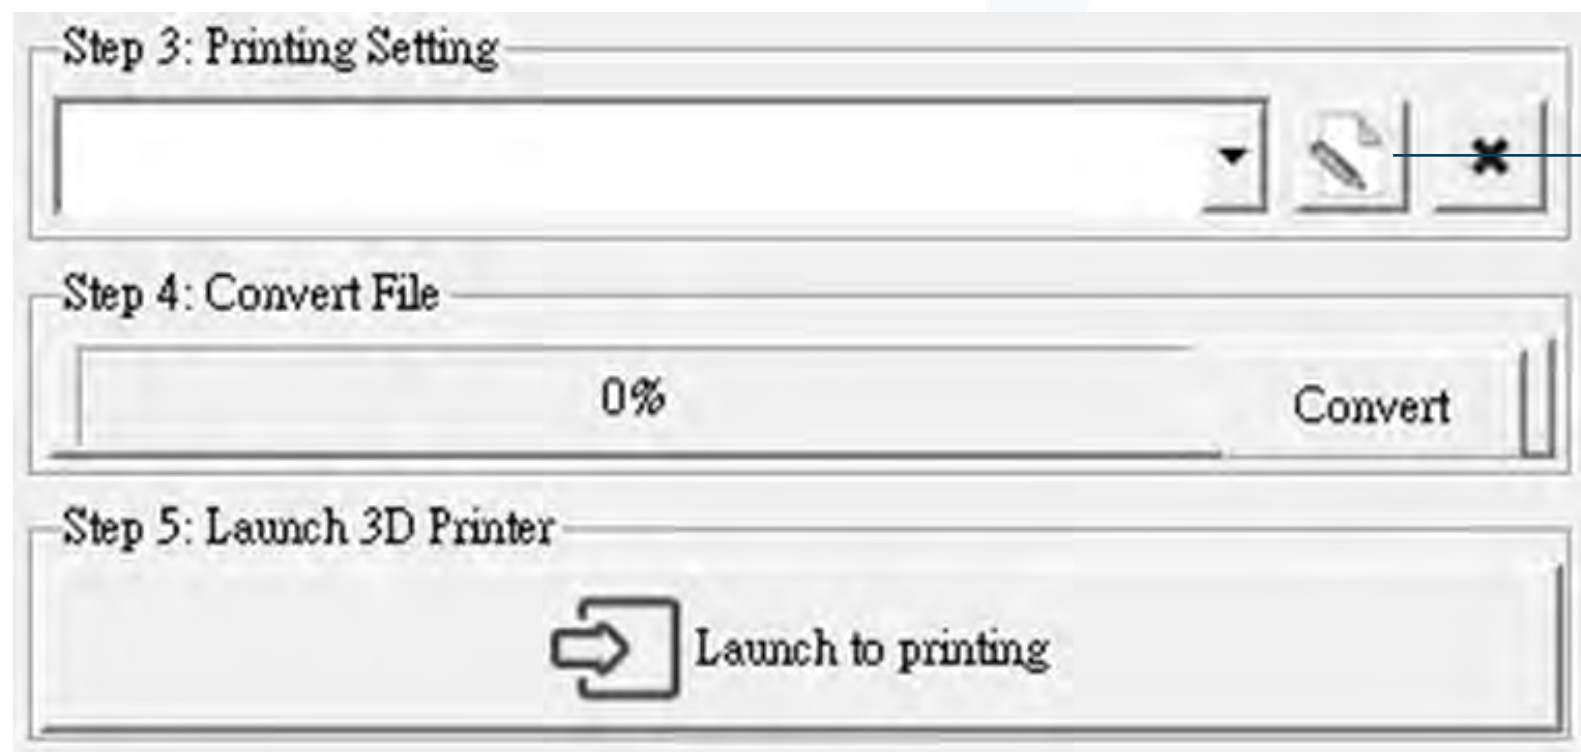 Step 3: Printing Setting
Step 4: Convert File
0%
Convert
Step 5: Launch 3D Printer
Launch to printing